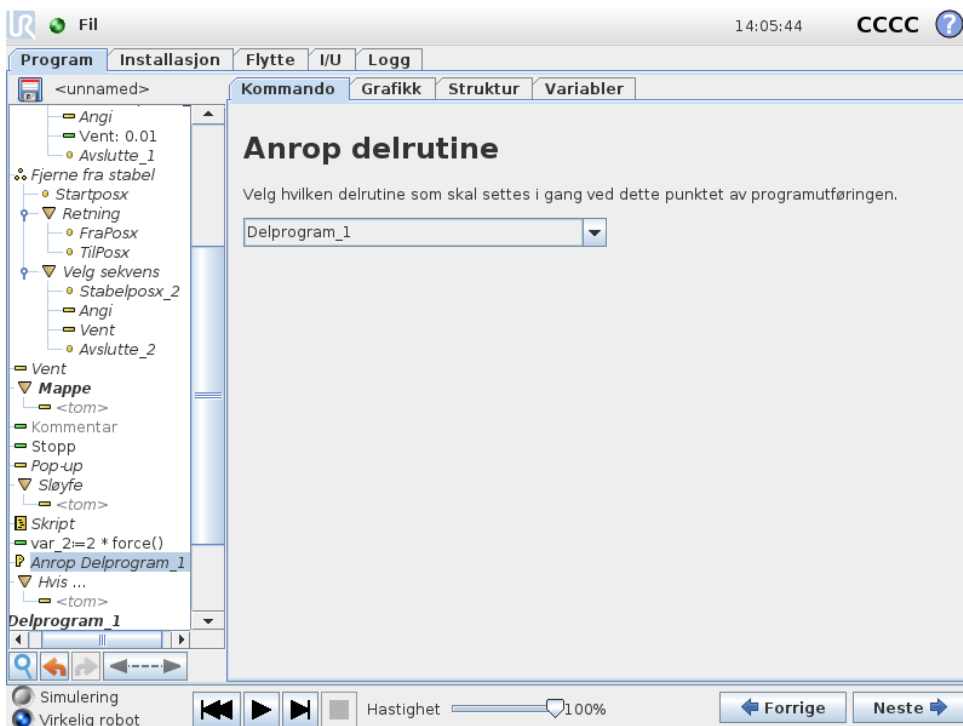 UR Fil 14:05:44 CCCC ?
Program Installasjon Flytte I/U Logg
<unnamed>
Kommando Grafikk Struktur Variabler
Angi
Vent: 0.01
Avslutte_1
Fjerne fra stabel
Startposx
Retning
FraPosx
TilPosx
Velg sekvens
Stabelposx_2
Angi
Vent
Avslutte_2
Vent
Mappe
<tom>
Kommentar
Stopp
Pop-up
Sløyfe
<tom>
Skript
var_2:=2 * force()
Anrop Delprogram_1
Hvis ...
<tom>
Delprogram_1
Anrop delrutine
Velg hvilken delrutine som skal settes i gang ved dette punktet av programutføringen.
Delprogram_1
Simulering
Virkelig robot
Hastighet 100%
Forrige Neste